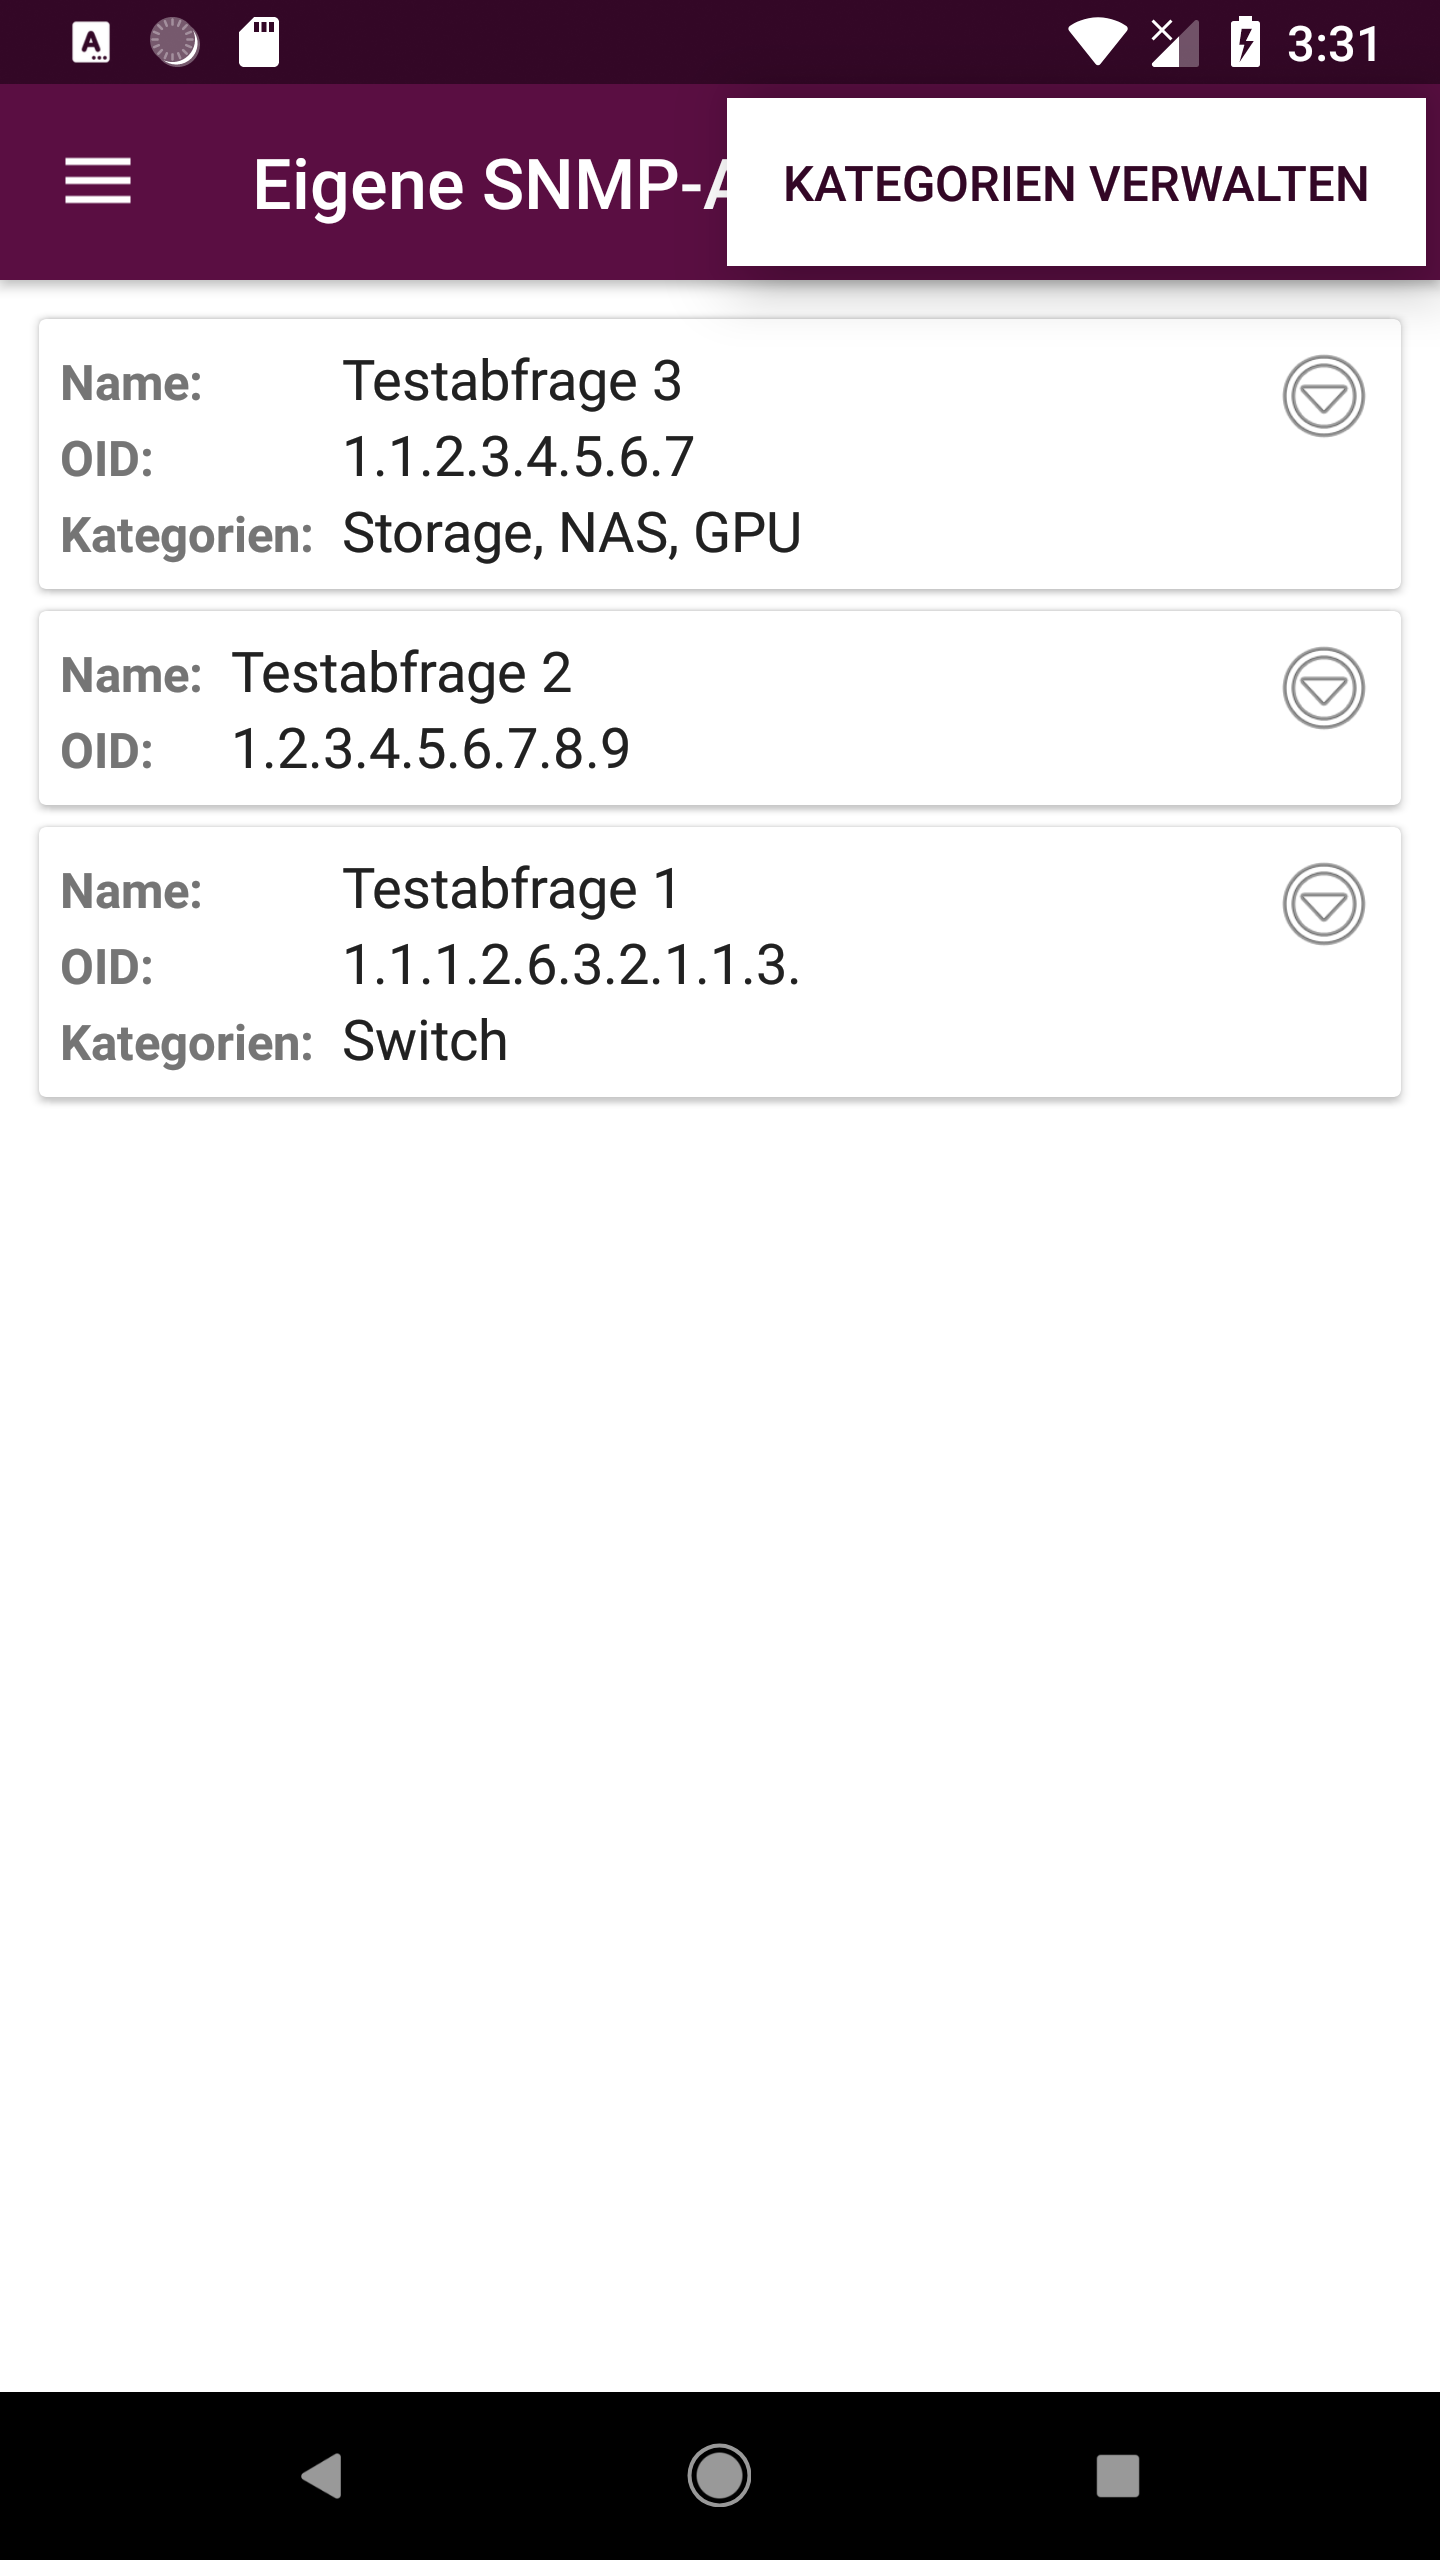 3:31
Eigene SNMP-A
KATEGORIEN VERWALTEN
Name: Testabfrage 3
OID: 1.1.2.3.4.5.6.7
Kategorien: Storage, NAS, GPU
Name: Testabfrage 2
OID: 1.2.3.4.5.6.7.8.9
Name: Testabfrage 1
OID: 1.1.1.2.6.3.2.1.1.3.
Kategorien: Switch